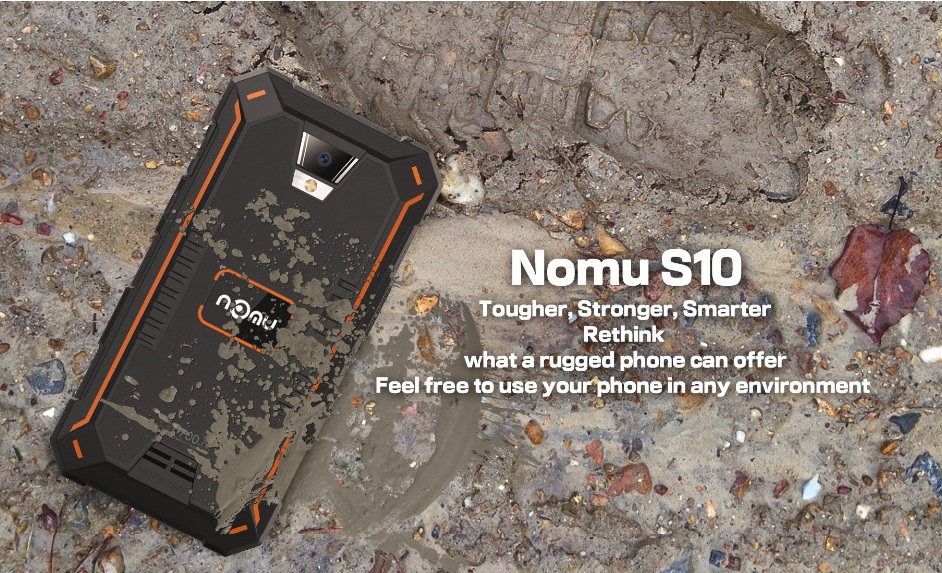 Nomu S10
Tougher, Stronger, Smarter
Rethink
what a rugged phone can offer
Feel free to use your phone in any environment
nomu